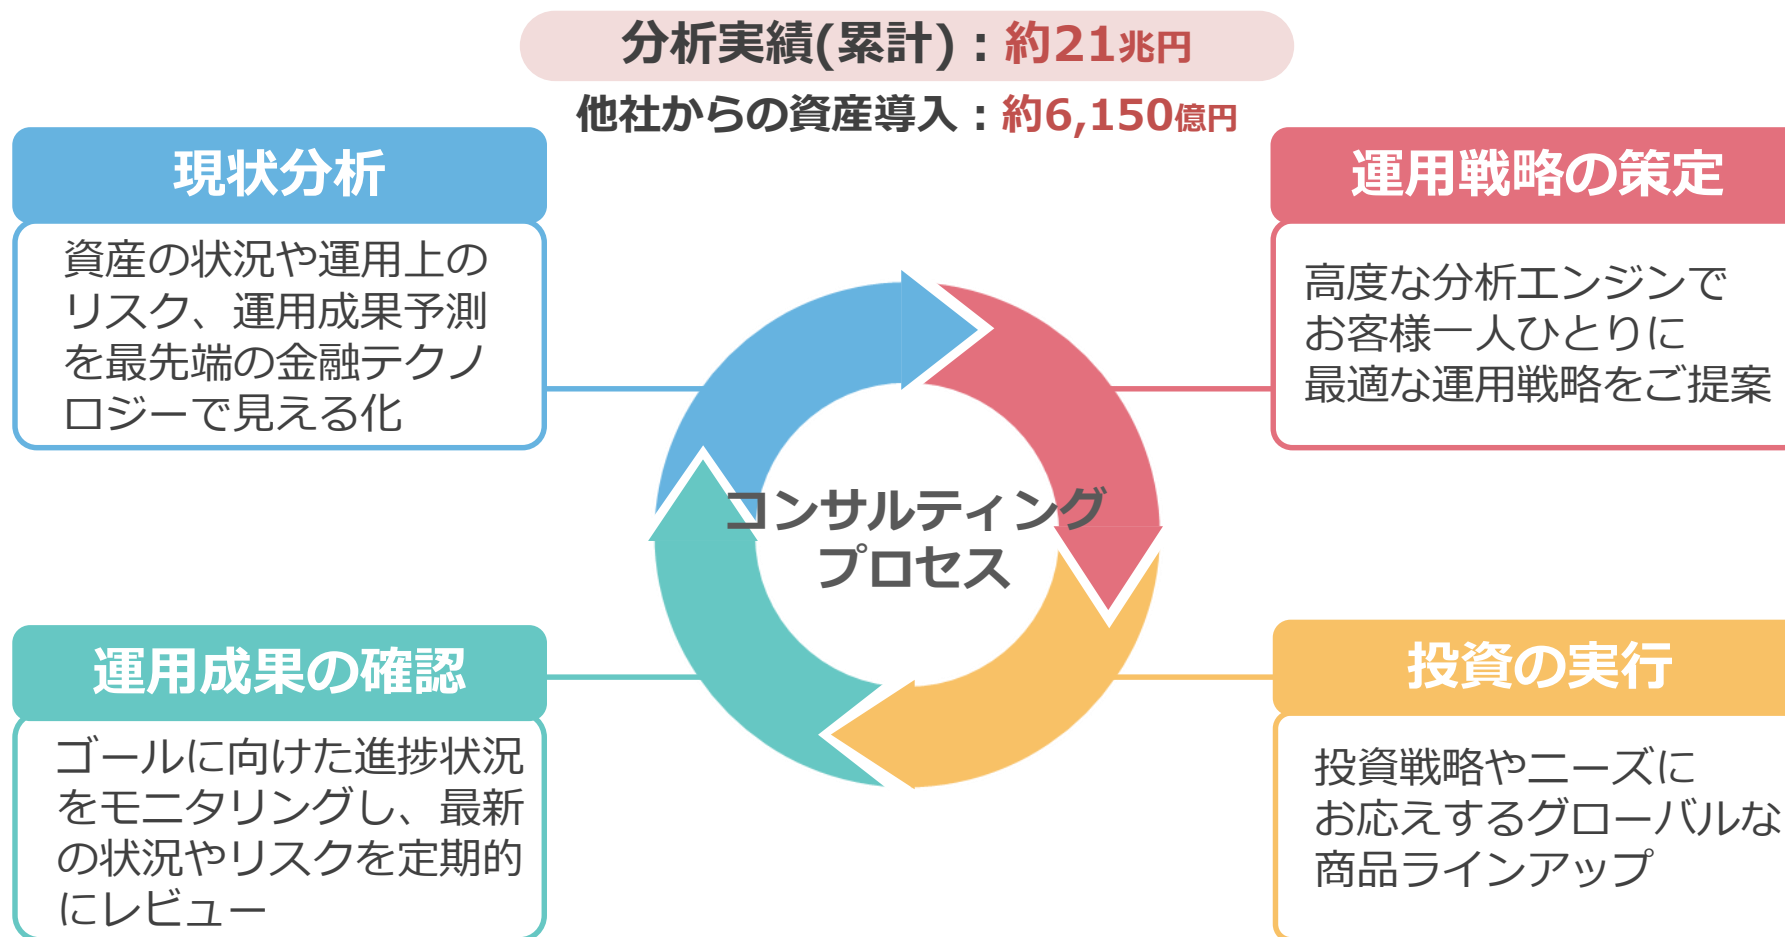 分析実績(累計)：約21兆円
他社からの資産導入：約6,150億円
現状分析
資産の状況や運用上の
リスク、運用成果予測
を最先端の金融テクノ
ロジーで見える化
運用戦略の策定
高度な分析エンジンで
お客様一人ひとりに
最適な運用戦略をご提案
コンサルティング
プロセス
運用成果の確認
ゴールに向けた進捗状況
をモニタリングし、最新
の状況やリスクを定期的
にレビュー
投資の実行
投資戦略やニーズに
お応えするグローバルな
商品ラインアップ